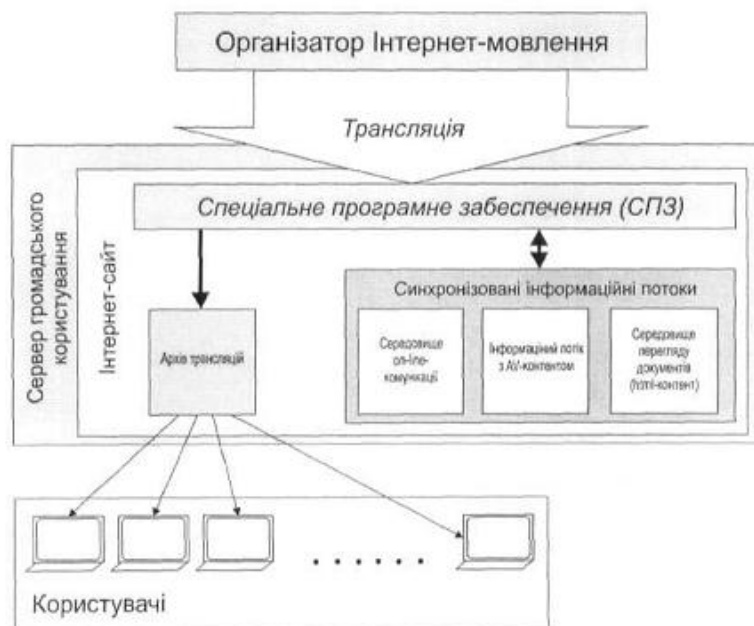 Організатор Інтернет-мовлення
Трансляція
Спеціальне програмне забезпечення (СПЗ)
Сервер громадського
користування
Інтернет-сайт
Архів трансляцій
Синхронізовані інформаційні потоки
Середовище
on-line-
комунікації
Інформаційний потік
з AV-контентом
Середовище
перегляду
документів
(html-контент)
Користувачі